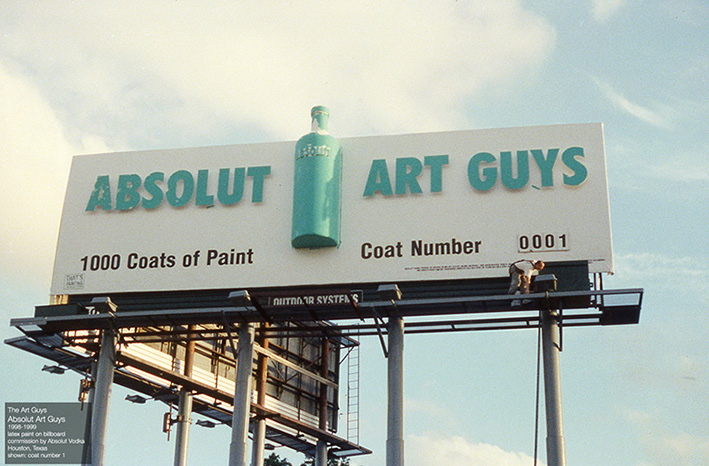 ABSOLUT ART GUYS
Absolut
1000 Coats of Paint
Coat Number 0001
OUTDOOR SYSTEMS
The Art Guys
Absolut Art Guys
1998-1999
latex paint on billboard
commission by Absolut Vodka
Houston, Texas
shown: coat number 1